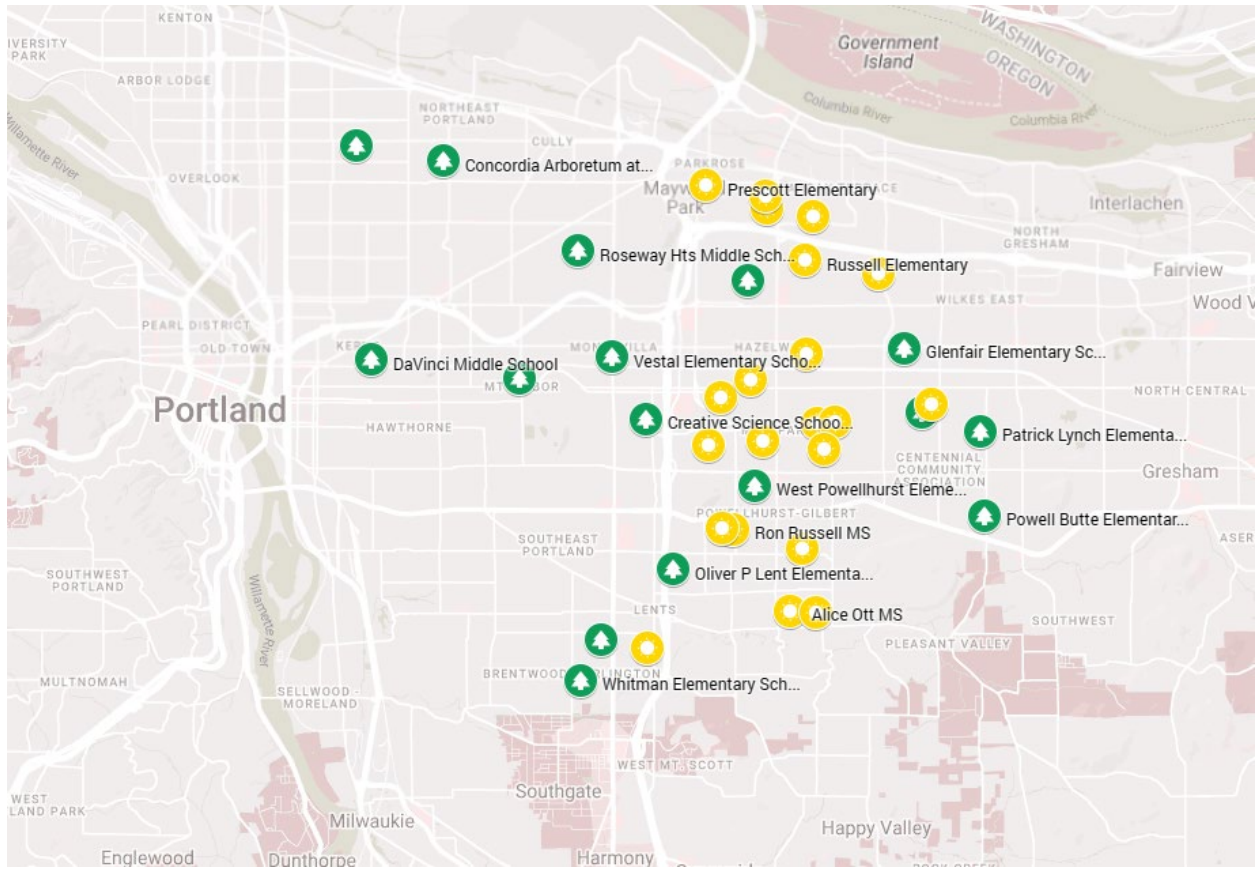 KENTON
Government
Island
WASHINGTON
OREGON
PARK
ARBOR LODGE
NORTHEAST
PORTLAND
CULLY
Columbia River
Columbia River
Willamette River
OVERLOOK
Concordia Arboretum at...
PARKROSE
Park
Prescott Elementary
Interlachen
NORTH
GRESHAM
Roseway Hts Middle Sch...
Russell Elementary
Fairview
WILKES EAST
Wood V
PEARL DISTRICT
OLD TOWN
DaVinci Middle School
Vestal Elementary Scho...
Glenfair Elementary Sc...
NORTH CENTRAL
Portland
HAWTHORNE
Creative Science Schoo...
Patrick Lynch Elementa...
CENTENNIAL
COMMUNITY
ASSOCIATION
Gresham
West Powellhurst Eleme...
POWELLHURST-GILBERT
Powell Butte Elementar...
Ron Russell MS
SOUTHEAST
PORTLAND
ASER
Oliver P Lent Elementa...
SOUTHWEST
PORTLAND
Willamette River
LENTS
Alice Ott MS
SOUTHWEST
PLEASANT VALLEY
MULTNOMAH
SELLWOOD -
MORELAND
Whitman Elementary Sch...
WEST MT. SCOTT
Southgate
WEST
LAND PARK
Milwaukie
Happy Valley
Englewood
Dunthorpe
Harmony